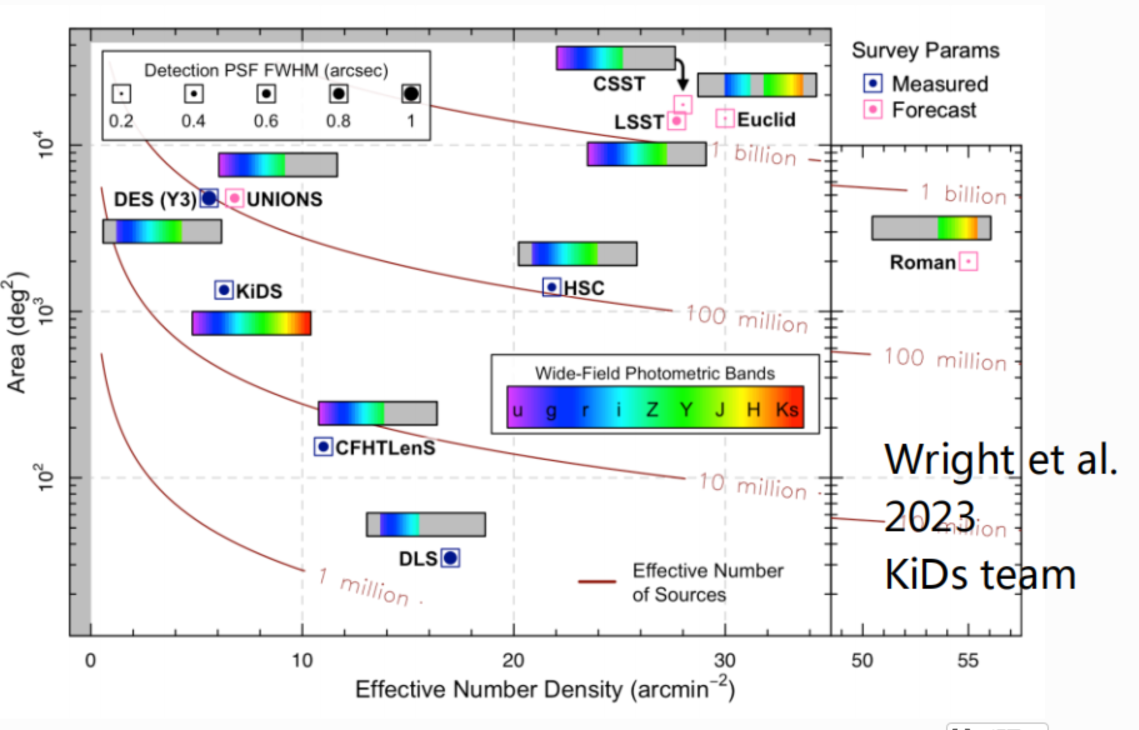 Detection PSF FWHM (arcsec)
0.2 0.4 0.6 0.8 1
Survey Params
Measured
Forecast
CSST
LSST
Euclid
1 billion
1 billion
DES (Y3)
UNIONS
Roman
KiDS
HSC
100 million
100 million
Wide-Field Photometric Bands
u g r i Z Y J H Ks
CFHTLenS
10 million
10 million
DLS
1 million
Effective Number
of Sources
Wright et al.
2023
KiDs team
10⁴
10³
10²
Area (deg²)
0 10 20 30 50 55
Effective Number Density (arcmin⁻²)